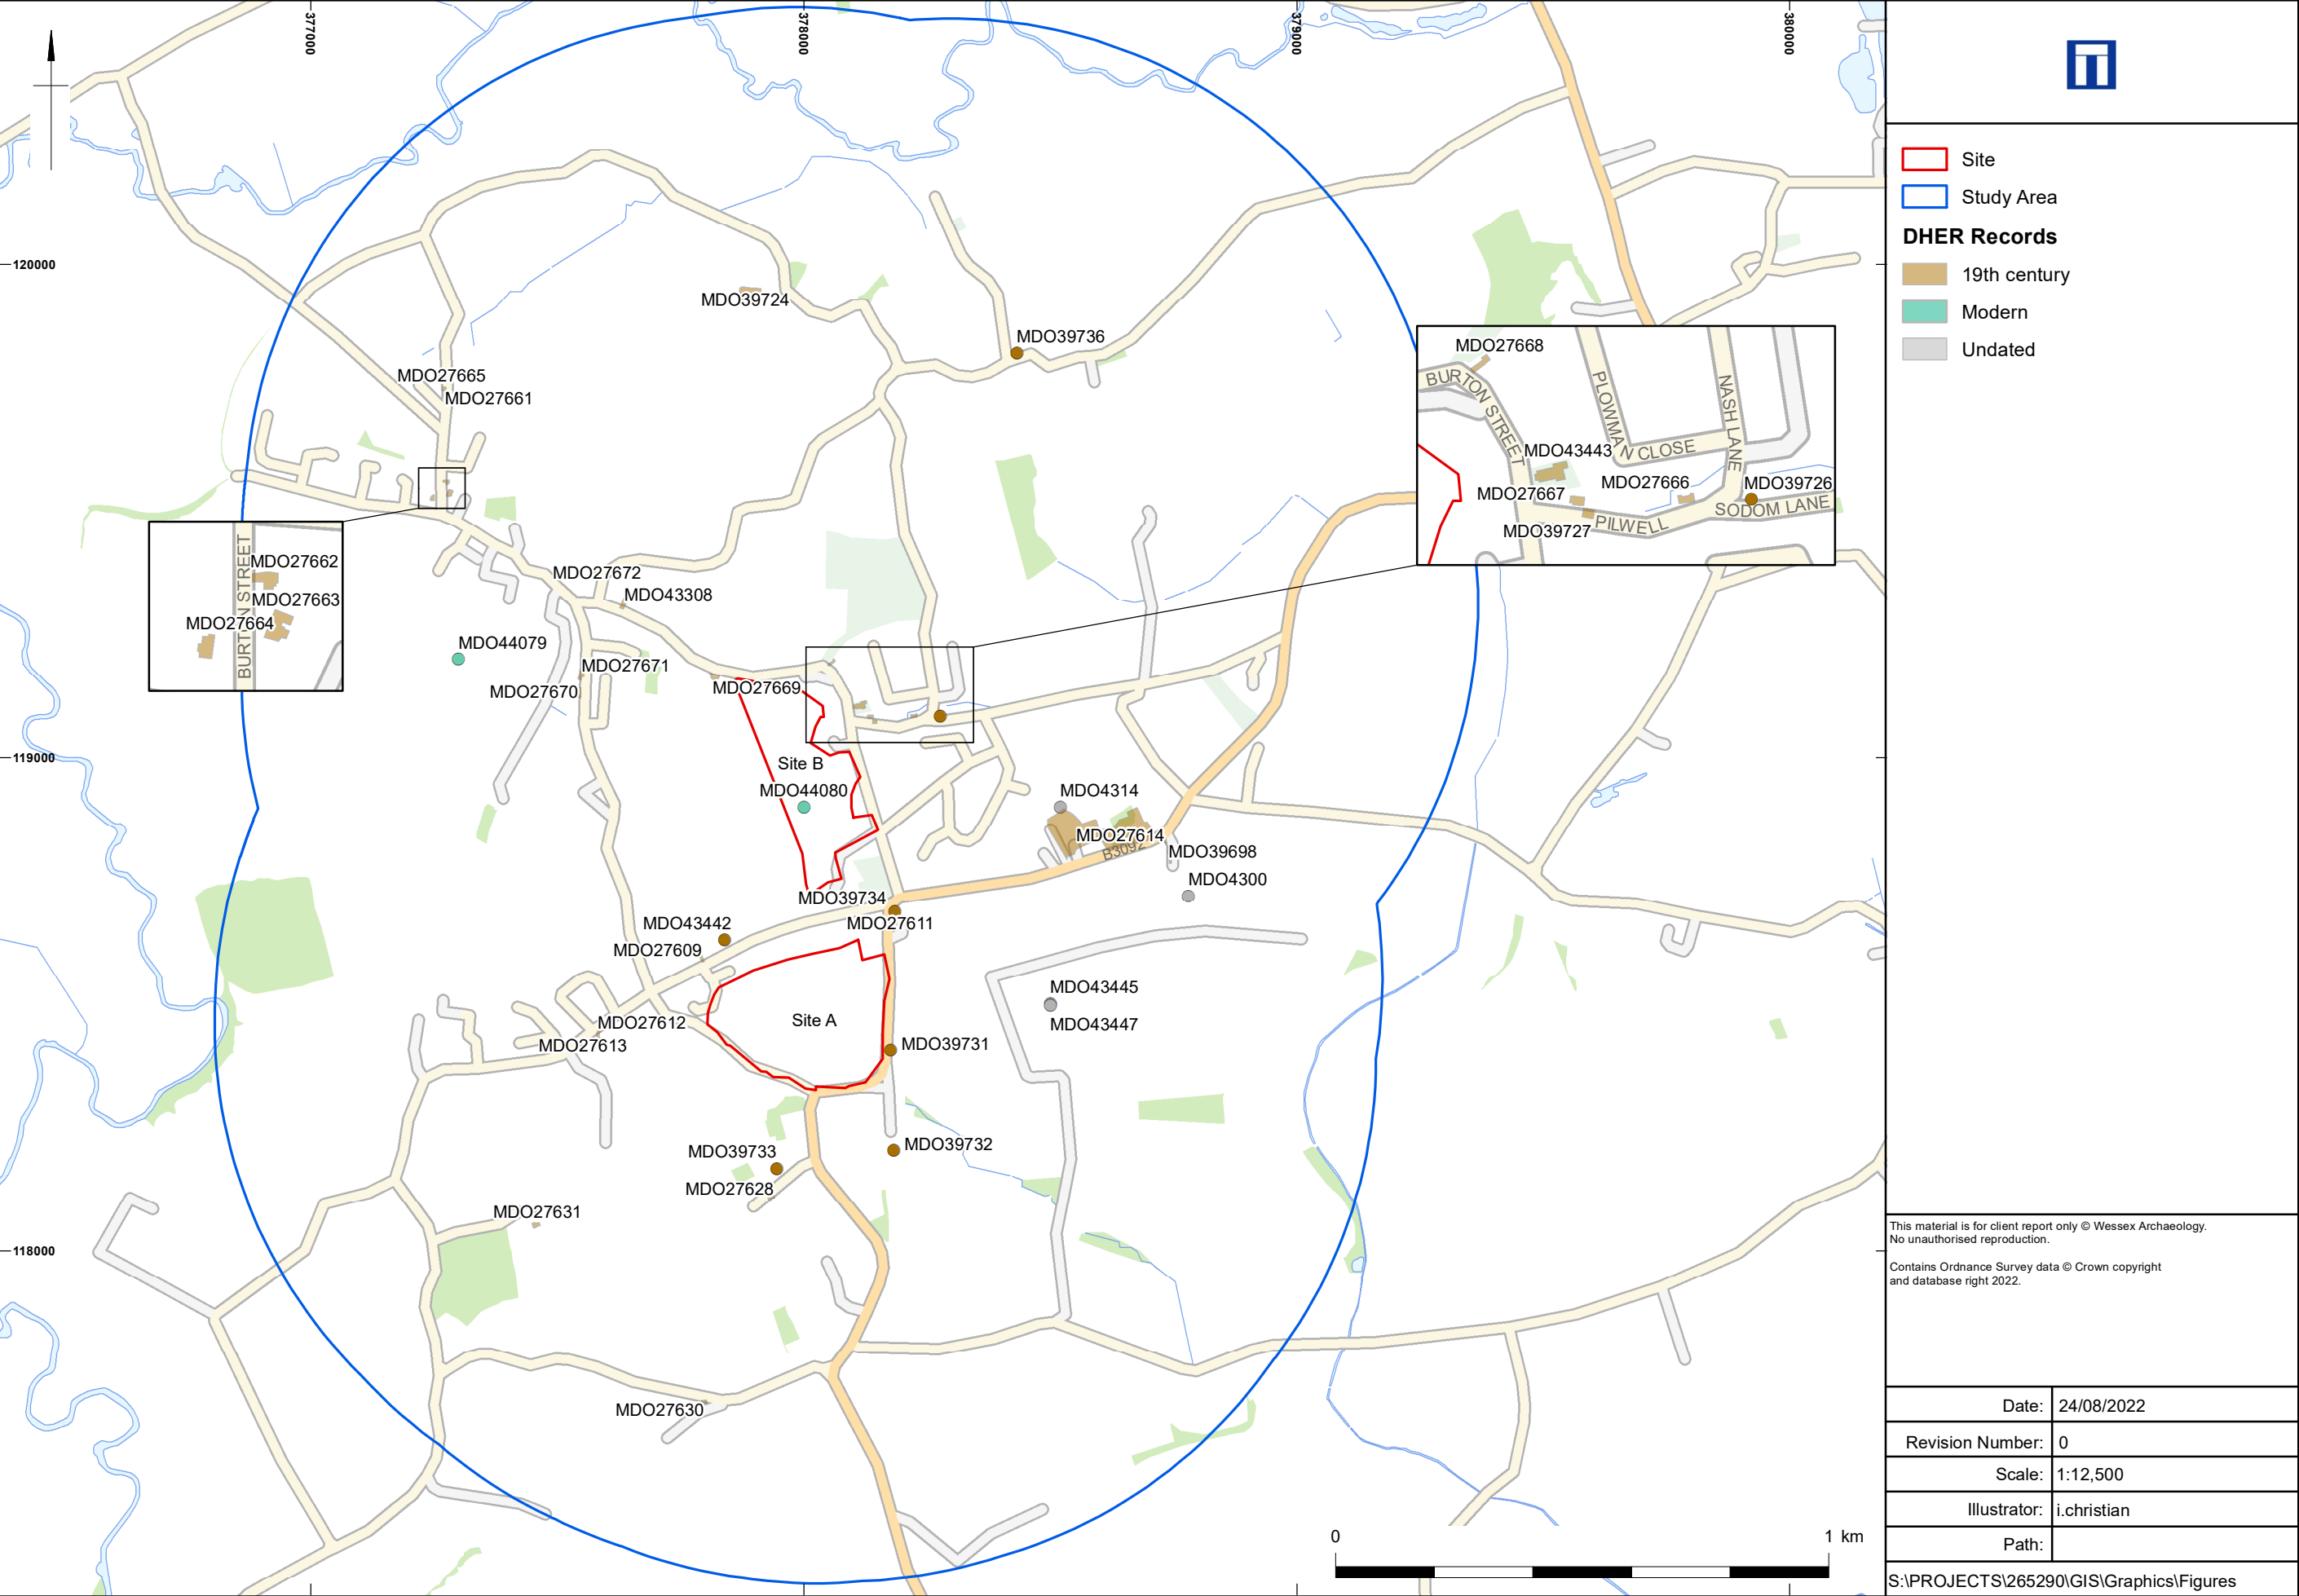 377000
378000
379000
380000
120000
119000
118000
MDO39724
MDO39736
MDO27665
MDO27661
MDO27668
BURTON STREET
PLOWMAN CLOSE
NASH LANE
MDO43443
MDO27667
MDO27666
MDO39726
SODOM LANE
MDO39727
PILWELL
BURTON STREET
MDO27662
MDO27663
MDO27664
MDO27672
MDO43308
MDO44079
MDO27671
MDO27670
MDO27669
Site B
MDO44080
MDO4314
MDO27614
B3092
MDO39698
MDO4300
MDO39734
MDO27611
MDO43442
MDO27609
MDO43445
MDO43447
Site A
MDO27612
MDO27613
MDO39731
MDO39732
MDO39733
MDO27628
MDO27631
MDO27630
0 1 km
Site
Study Area
DHER Records
19th century
Modern
Undated
This material is for client report only © Wessex Archaeology.
No unauthorised reproduction.
Contains Ordnance Survey data © Crown copyright
and database right 2022.
Date: 24/08/2022
Revision Number: 0
Scale: 1:12,500
Illustrator: i.christian
Path:
S:\PROJECTS\265290\GIS\Graphics\Figures